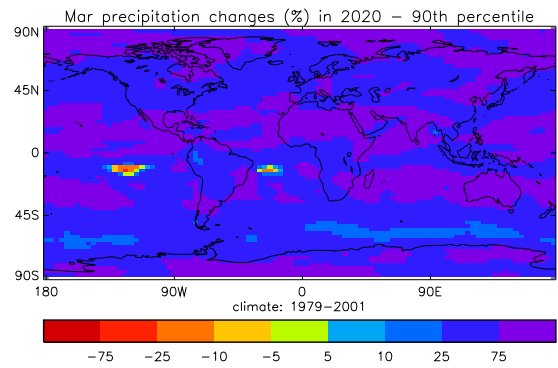 Mar precipitation changes (%) in 2020 – 90th percentile
90N
45N
0
45S
90S
180 90W 0 90E
climate: 1979–2001
−75 −25 −10 −5 5 10 25 75